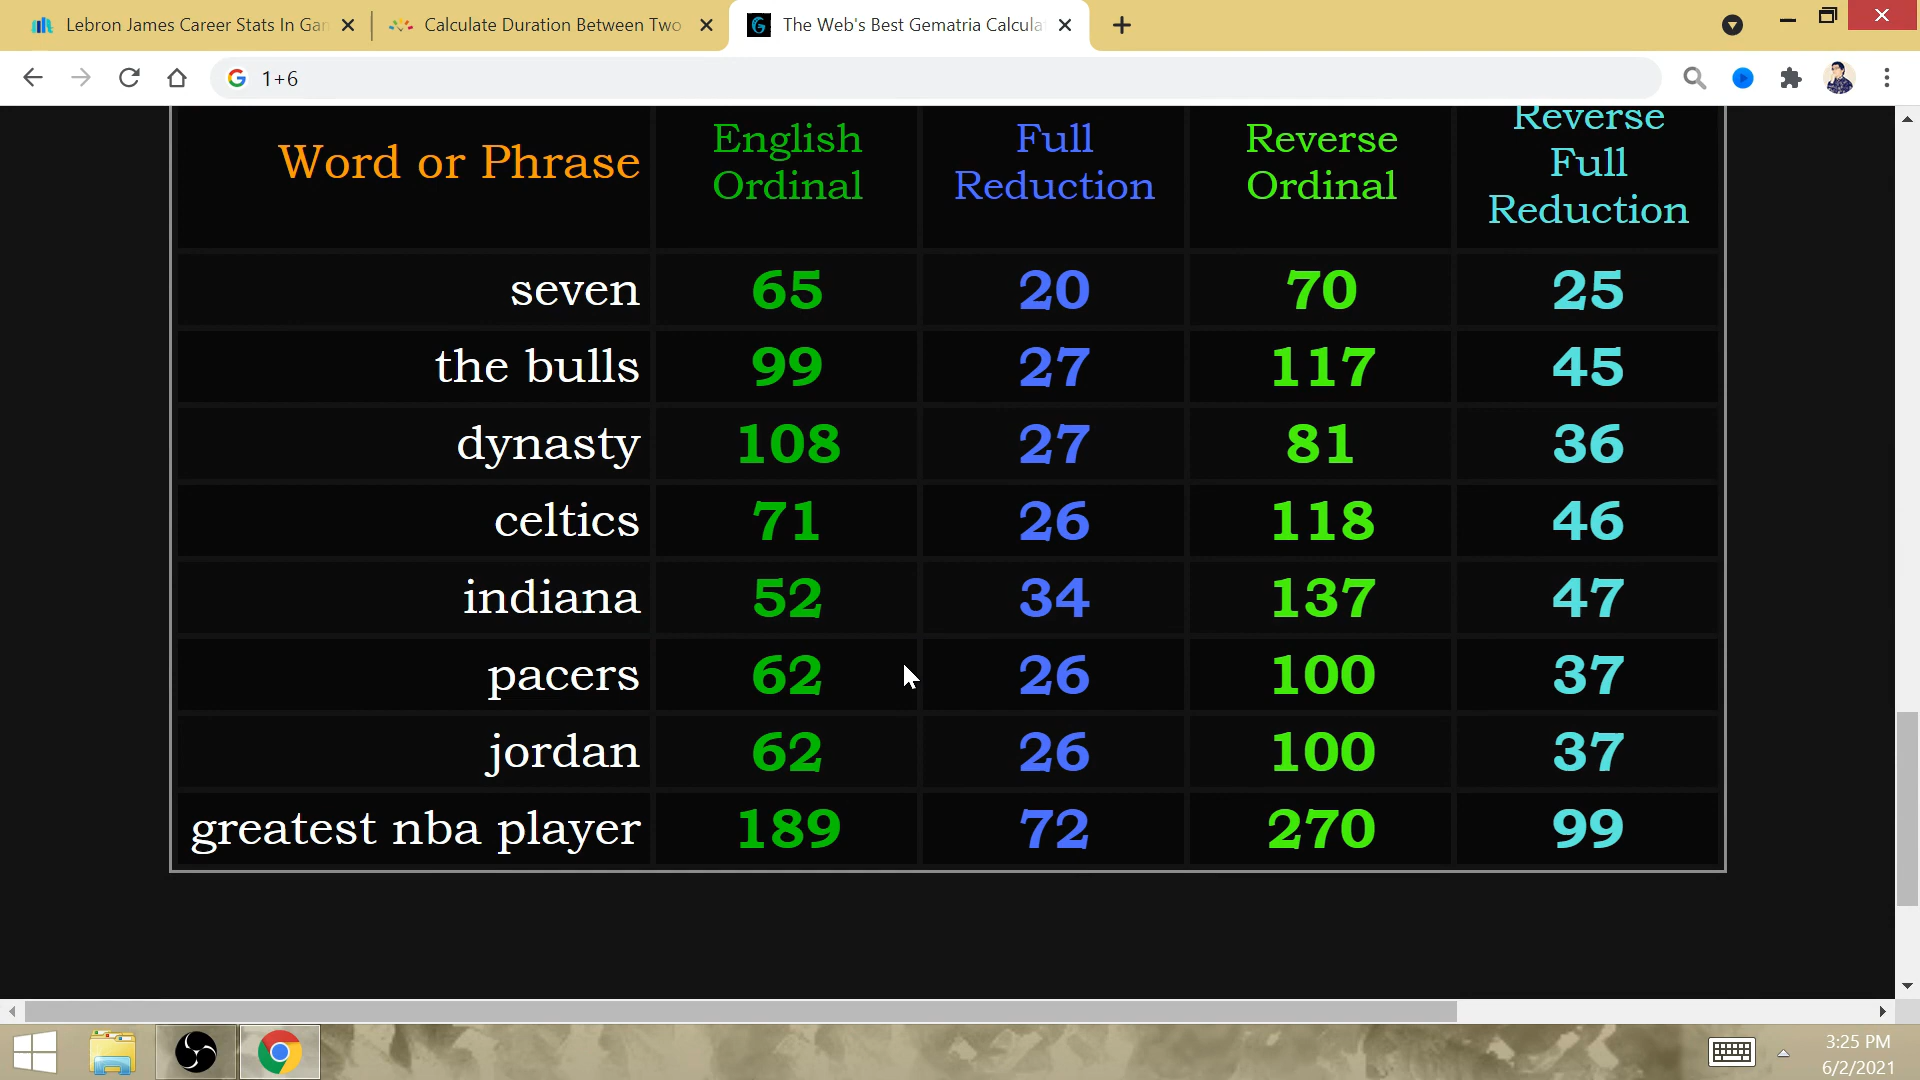 Lebron James Career Stats In Gar
Calculate Duration Between Two
The Web's Best Gematria Calcula
1+6
Word or Phrase
English Ordinal
Full Reduction
Reverse Ordinal
Reverse Full Reduction
seven 65 20 70 25
the bulls 99 27 117 45
dynasty 108 27 81 36
celtics 71 26 118 46
indiana 52 34 137 47
pacers 62 26 100 37
jordan 62 26 100 37
greatest nba player 189 72 270 99
3:25 PM
6/2/2021